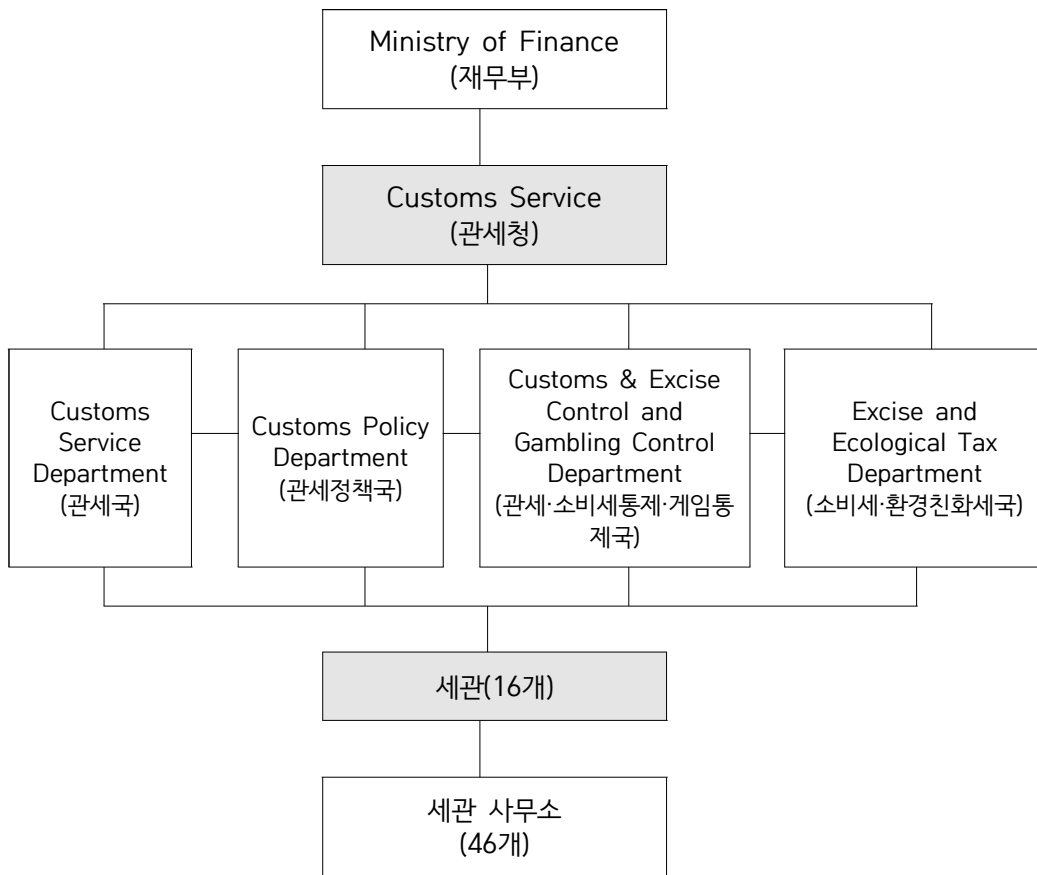 Ministry of Finance
(재무부)
Customs Service
(관세청)
Customs
Service
Department
(관세국)
Customs Policy
Department
(관세정책국)
Customs & Excise
Control and
Gambling Control
Department
(관세·소비세통제·게임통
제국)
Excise and
Ecological Tax
Department
(소비세·환경친화세국)
세관(16개)
세관 사무소
(46개)